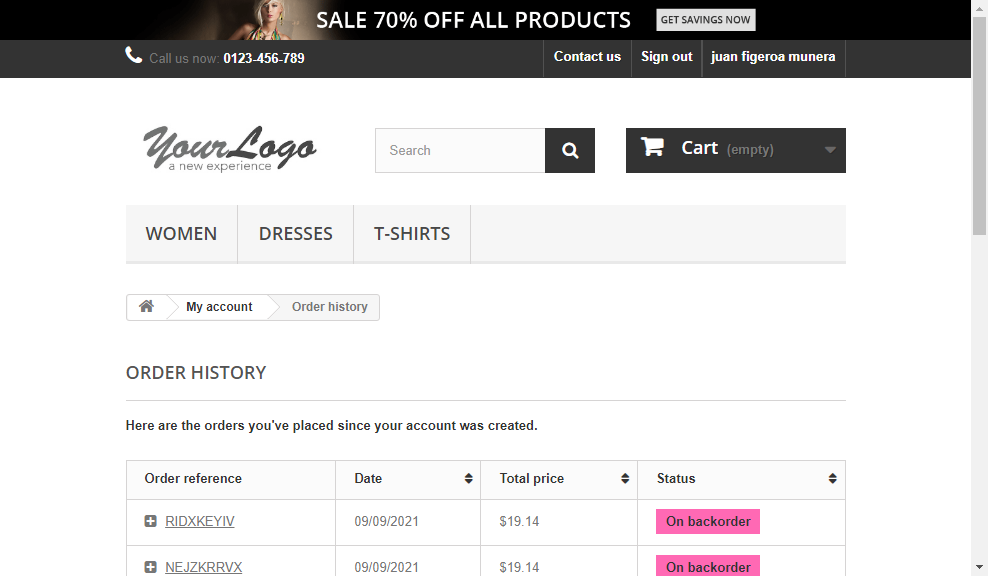 SALE 70% OFF ALL PRODUCTS GET SAVINGS NOW
Call us now: 0123-456-789 Contact us Sign out juan figeroa munera
YourLogo
a new experience
Search
Cart (empty)
WOMEN DRESSES T-SHIRTS
My account Order history
ORDER HISTORY
Here are the orders you've placed since your account was created.
Order reference Date Total price Status
RIDXKEYIV 09/09/2021 $19.14 On backorder
NEJZKRRVX 09/09/2021 $19.14 On backorder